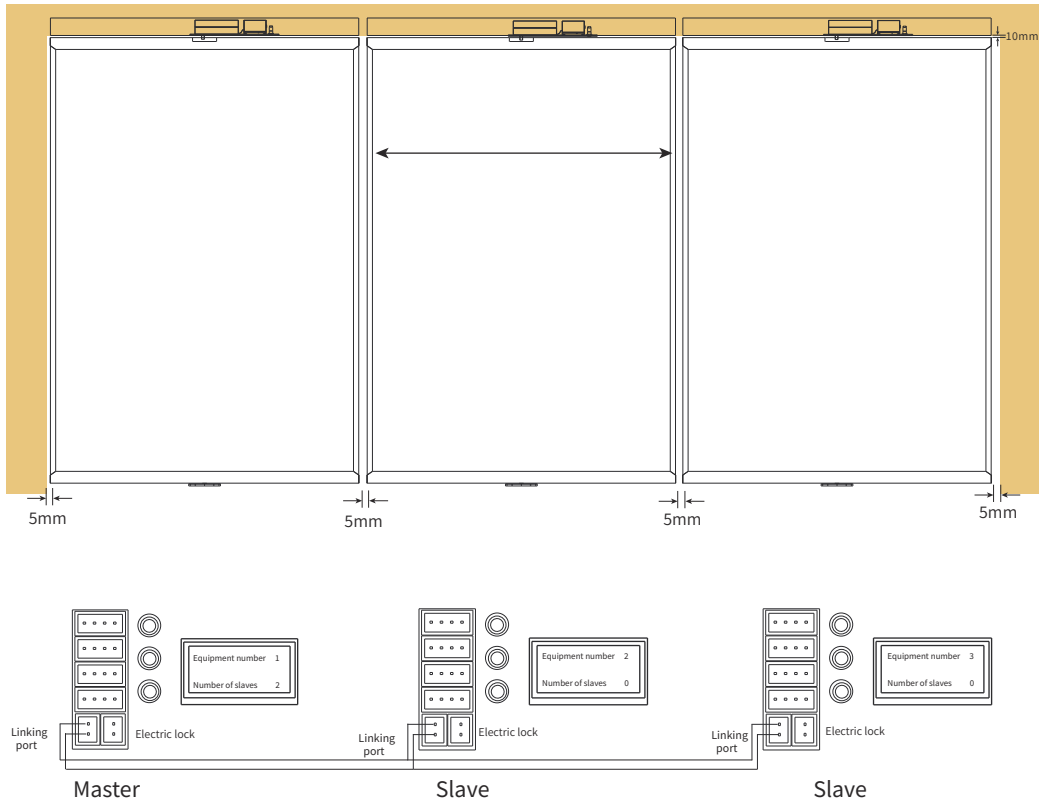 10mm
5mm
5mm
5mm
5mm
Equipment number 1
Number of slaves 2
Equipment number 2
Number of slaves 0
Equipment number 3
Number of slaves 0
Linking
port
Electric lock
Linking
port
Electric lock
Linking
port
Electric lock
Master
Slave
Slave